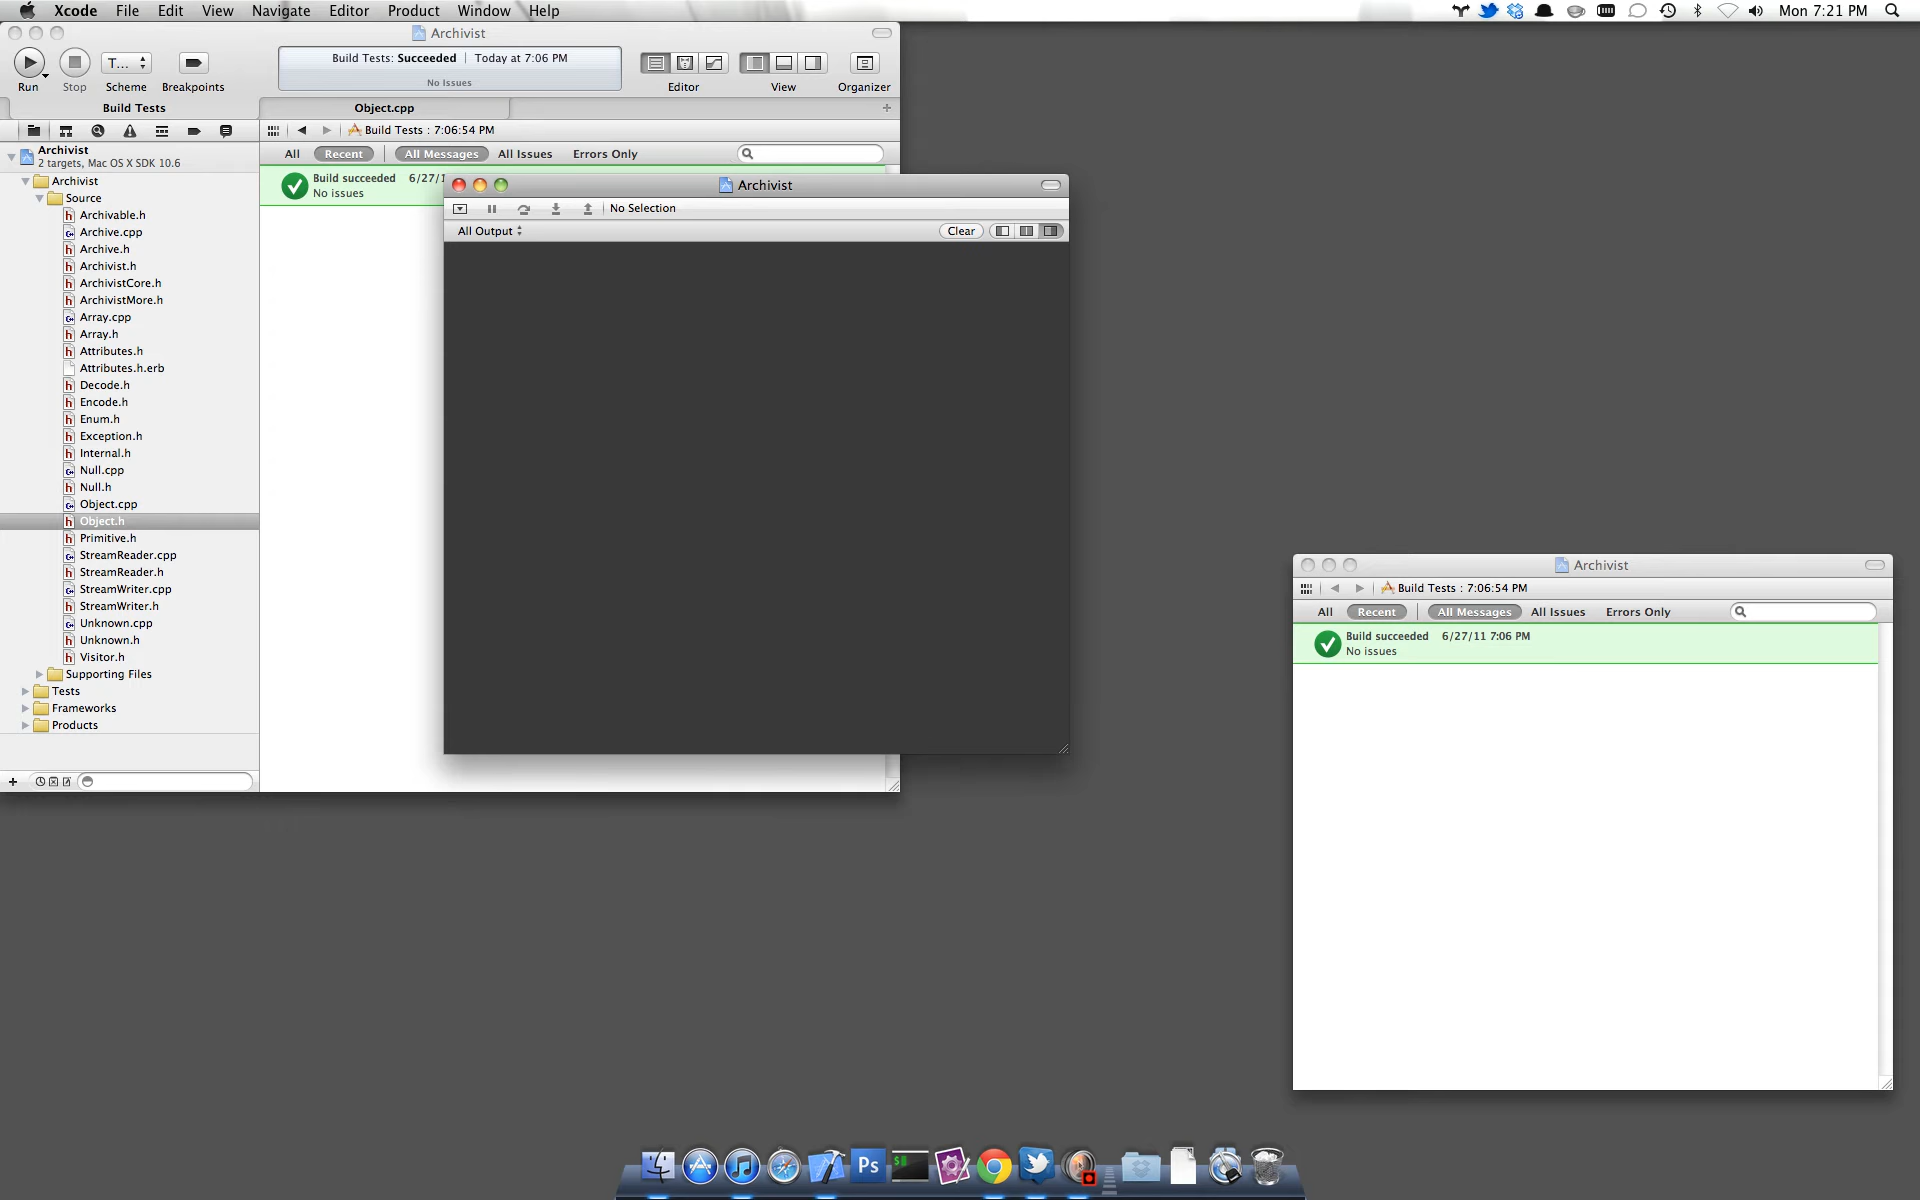 Xcode File Edit View Navigate Editor Product Window Help
Mon 7:21 PM
Archivist
Build Tests: Succeeded | Today at 7:06 PM
No Issues
T...
Run Stop Scheme Breakpoints
Editor View Organizer
Build Tests
Object.cpp
Build Tests : 7:06:54 PM
Archivist
2 targets, Mac OS X SDK 10.6
All Recent All Messages All Issues Errors Only
Build succeeded 6/27/1
No issues
Archivist
Source
Archivable.h
Archive.cpp
Archive.h
Archivist.h
ArchivistCore.h
ArchivistMore.h
Array.cpp
Array.h
Attributes.h
Attributes.h.erb
Decode.h
Encode.h
Enum.h
Exception.h
Internal.h
Null.cpp
Null.h
Object.cpp
Object.h
Primitive.h
StreamReader.cpp
StreamReader.h
StreamWriter.cpp
StreamWriter.h
Unknown.cpp
Unknown.h
Visitor.h
Supporting Files
Tests
Frameworks
Products
Archivist
No Selection
All Output
Clear
Archivist
Build Tests : 7:06:54 PM
All Recent All Messages All Issues Errors Only
Build succeeded 6/27/11 7:06 PM
No issues
Ps